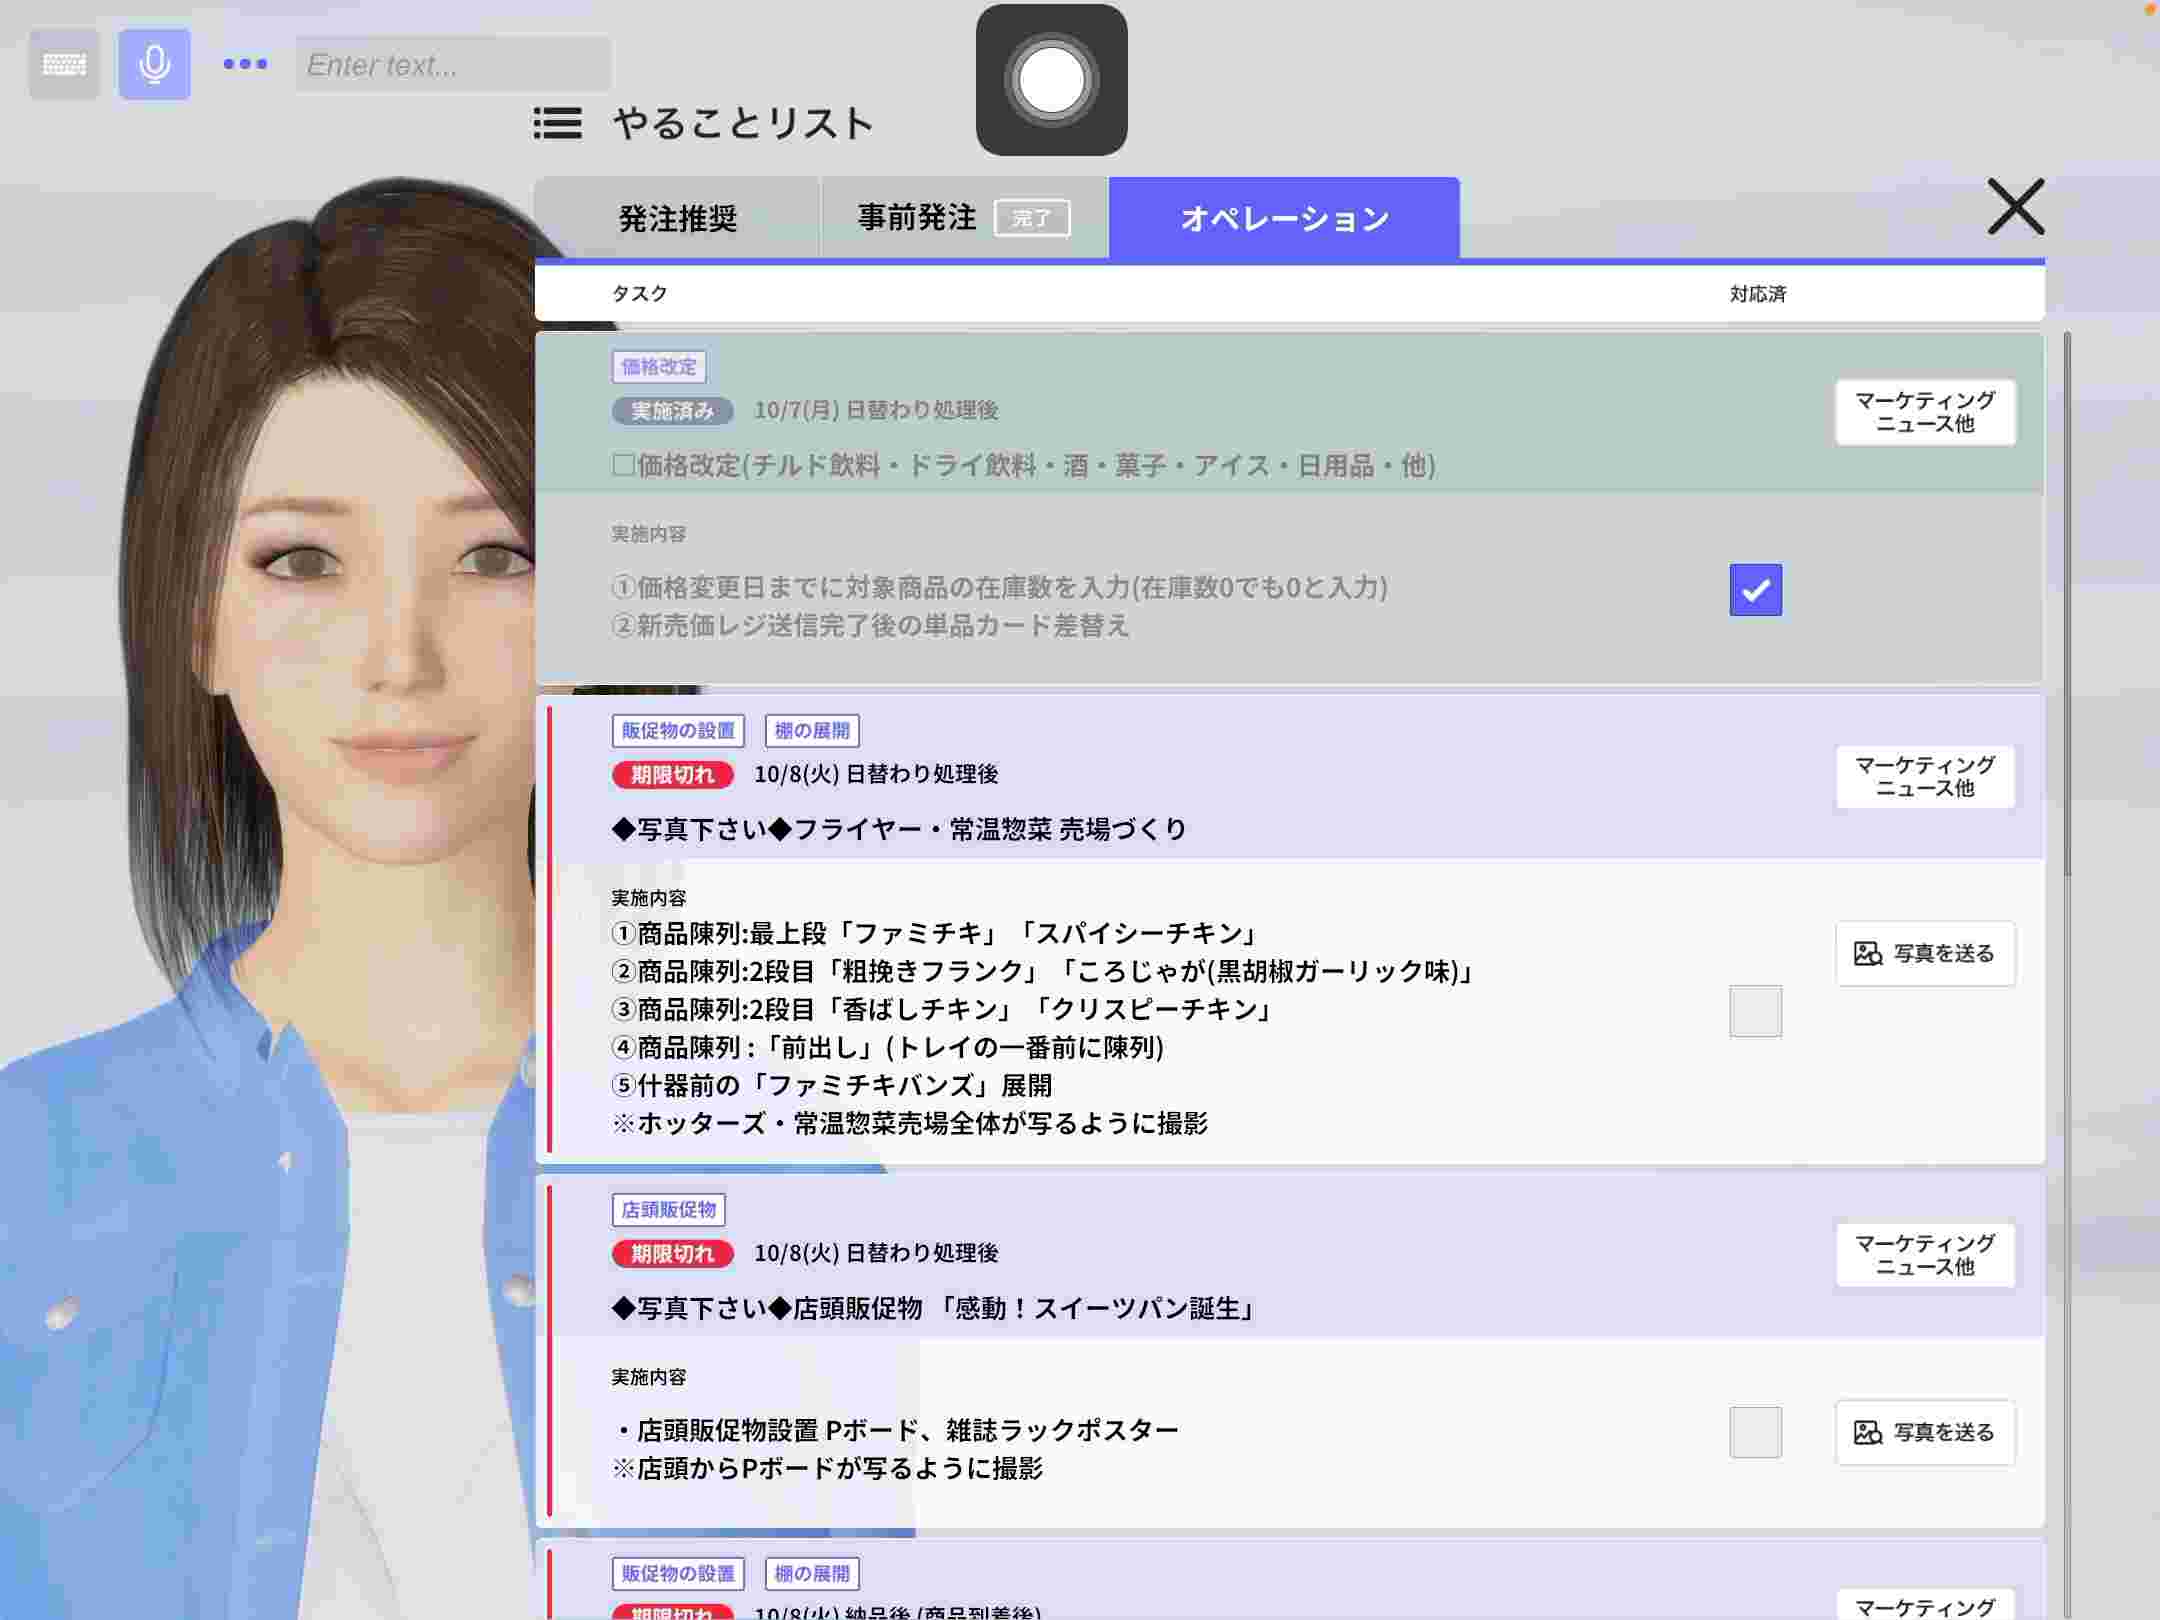 Enter text...
やることリスト
発注推奨
事前発注 完了
オペレーション
タスク
対応済
価格改定
実施済み 10/7(月) 日替わり処理後
□価格改定(チルド飲料・ドライ飲料・酒・菓子・アイス・日用品・他)
マーケティング
ニュース他
実施内容
①価格変更日までに対象商品の在庫数を入力(在庫数0でも0と入力)
②新売価レジ送信完了後の単品カード差替え
販促物の設置 棚の展開
期限切れ 10/8(火) 日替わり処理後
◆写真下さい◆フライヤー・常温惣菜 売場づくり
マーケティング
ニュース他
実施内容
①商品陳列:最上段「ファミチキ」「スパイシーチキン」
②商品陳列:2段目「粗挽きフランク」「ころじゃが(黒胡椒ガーリック味)」
③商品陳列:2段目「香ばしチキン」「クリスピーチキン」
④商品陳列 :「前出し」(トレイの一番前に陳列)
⑤什器前の「ファミチキバンズ」展開
※ホッターズ・常温惣菜売場全体が写るように撮影
写真を送る
店頭販促物
期限切れ 10/8(火) 日替わり処理後
◆写真下さい◆店頭販促物 「感動！スイーツパン誕生」
マーケティング
ニュース他
実施内容
・店頭販促物設置 Pボード、雑誌ラックポスター
※店頭からPボードが写るように撮影
写真を送る
販促物の設置 棚の展開
期限切れ 10/8(火) 納品後 (商品到着後)
マーケティング